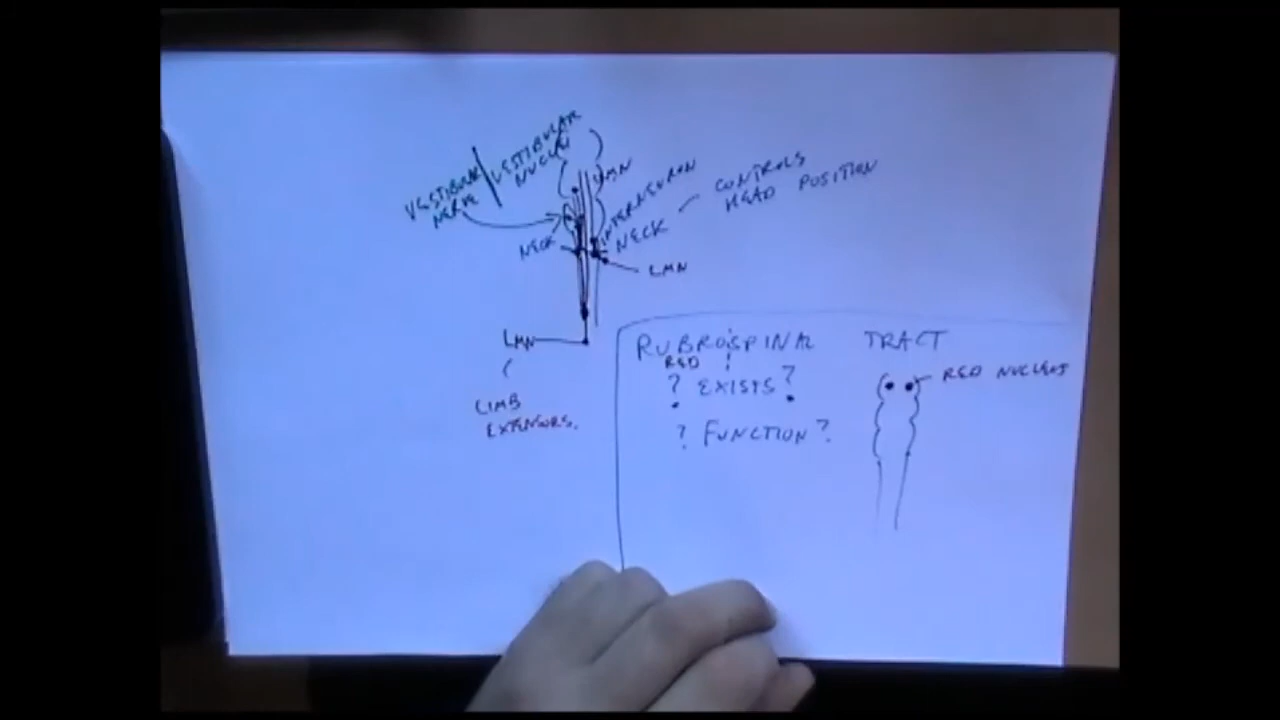 VESTIBULAR
NUCLEI
VESTIBULAR
NERVE
UMN
INTERNEURON
CONTROLS
HEAD POSITION
NECK
NECK
LMN
LMN
LIMB
EXTENSORS.
RUBROSPINAL TRACT
RED
? EXISTS?
RED NUCLEUS
? FUNCTION?